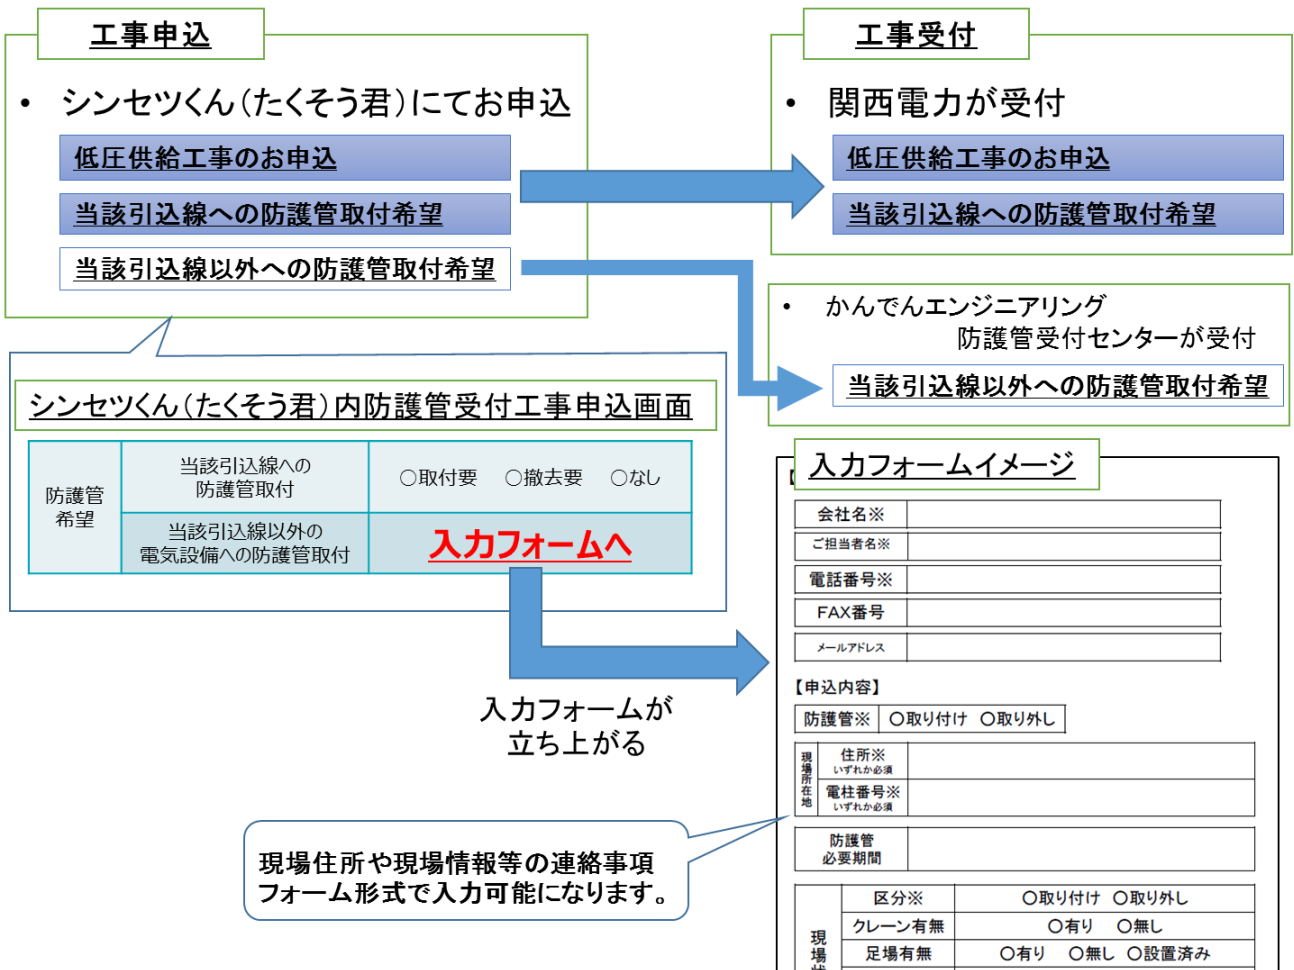 工事申込
・ シンセツくん（たくそう君）にてお申込
低圧供給工事のお申込
当該引込線への防護管取付希望
当該引込線以外への防護管取付希望
工事受付
・ 関西電力が受付
低圧供給工事のお申込
当該引込線への防護管取付希望
・ かんでんエンジニアリング
防護管受付センターが受付
当該引込線以外への防護管取付希望
シンセツくん（たくそう君）内防護管受付工事申込画面
防護管
希望
当該引込線への
防護管取付
○取付要 ○撤去要 ○なし
当該引込線以外の
電気設備への防護管取付
入力フォームへ
入力フォームが
立ち上がる
現場住所や現場情報等の連絡事項
フォーム形式で入力可能になります。
入力フォームイメージ
【
会社名※
ご担当者名※
電話番号※
FAX番号
メールアドレス
【申込内容】
防護管※ ○取り付け ○取り外し
現場所在地
住所※
いずれか必須
電柱番号※
いずれか必須
防護管
必要期間
現場
区分※ ○取り付け ○取り外し
クレーン有無 ○有り ○無し
足場有無 ○有り ○無し ○設置済み